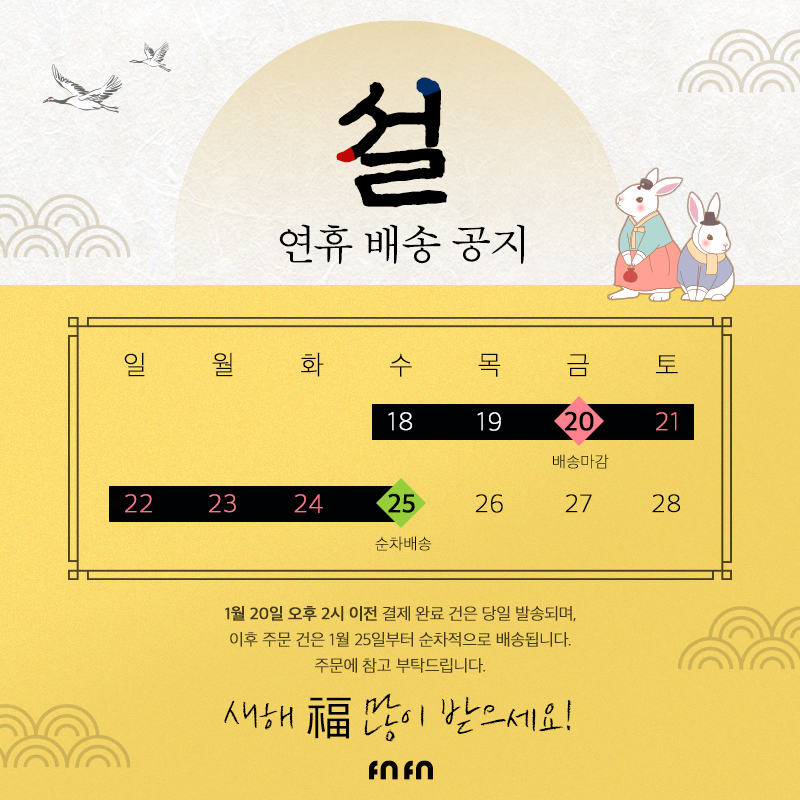 설
연휴 배송 공지
일 월 화 수 목 금 토
18 19 20 21
배송마감
22 23 24 25 26 27 28
순차배송
1월 20일 오후 2시 이전 결제 완료 건은 당일 발송되며,
이후 주문 건은 1월 25일부터 순차적으로 배송됩니다.
주문에 참고 부탁드립니다.
새해 福 많이 받으세요!
fn fn